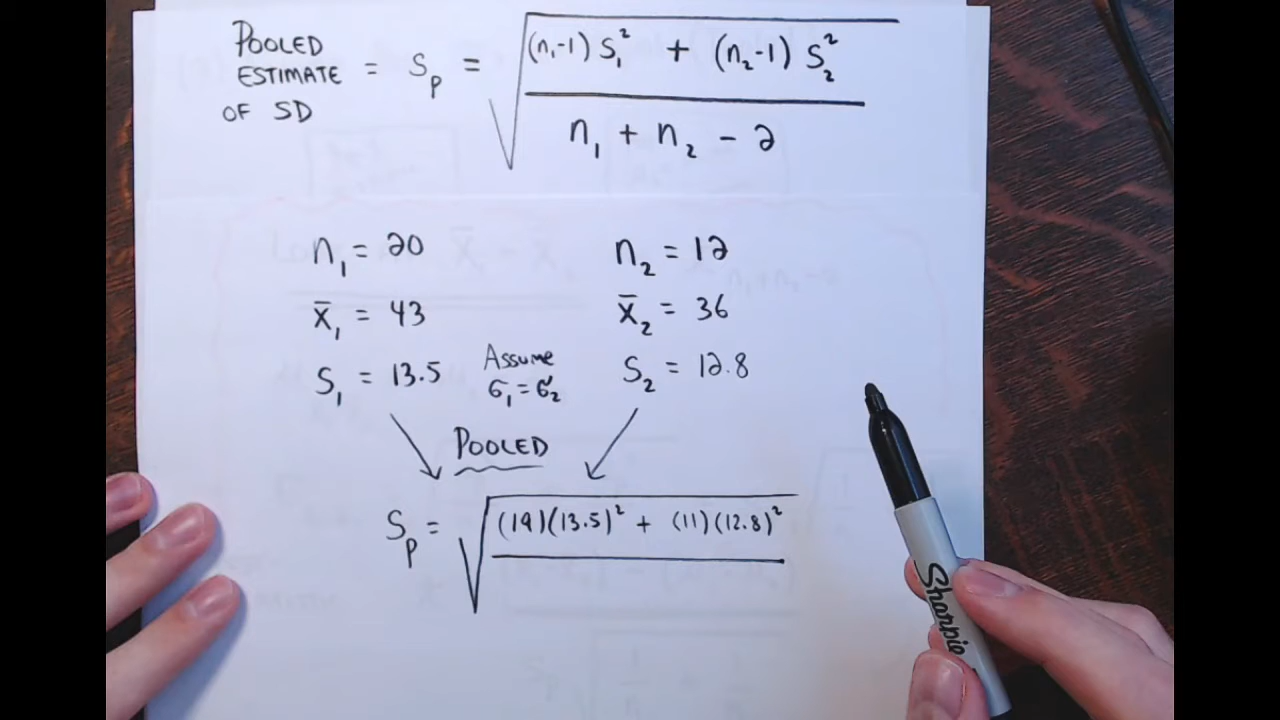 POOLED ESTIMATE OF SD = Sₚ = √((n₁-1) S₁² + (n₂-1) S₂² / n₁ + n₂ - 2)
n₁ = 20 n₂ = 12
x̄₁ = 43 x̄₂ = 36
S₁ = 13.5 Assume σ₁ = σ₂ S₂ = 12.8
POOLED
Sₚ = √((19)(13.5)² + (11)(12.8)²
Sharpie